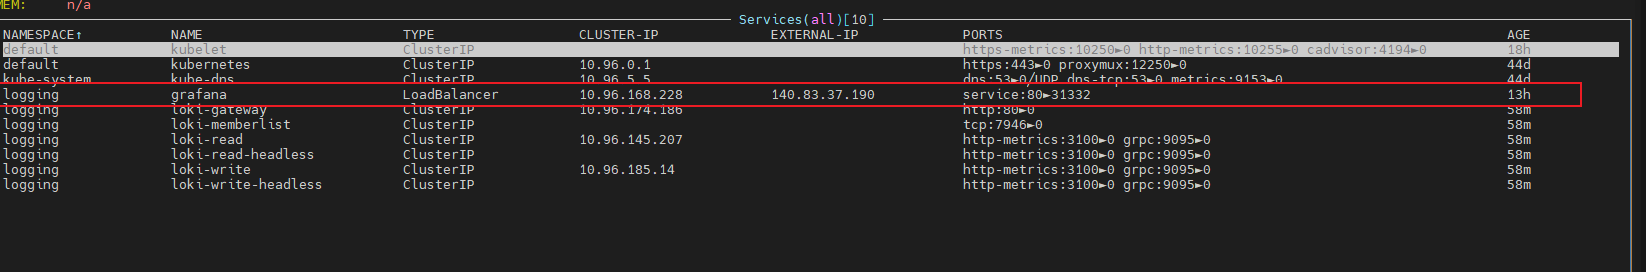 MEM: n/a
Services(all)[10]
NAMESPACE↑ NAME TYPE CLUSTER-IP EXTERNAL-IP PORTS AGE
default kubelet ClusterIP https-metrics:10250►0 http-metrics:10255►0 cadvisor:4194►0 18h
default kubernetes ClusterIP 10.96.0.1 https:443►0 proxymux:12250►0 44d
kube-system kube-dns ClusterIP 10.96.5.5 dns:53►0/UDP dns-tcp:53►0 metrics:9153►0 44d
logging grafana LoadBalancer 10.96.168.228 140.83.37.190 service:80►31332 13h
logging loki-gateway ClusterIP 10.96.174.186 http:80►0 58m
logging loki-memberlist ClusterIP tcp:7946►0 58m
logging loki-read ClusterIP 10.96.145.207 http-metrics:3100►0 grpc:9095►0 58m
logging loki-read-headless ClusterIP http-metrics:3100►0 grpc:9095►0 58m
logging loki-write ClusterIP 10.96.185.14 http-metrics:3100►0 grpc:9095►0 58m
logging loki-write-headless ClusterIP http-metrics:3100►0 grpc:9095►0 58m